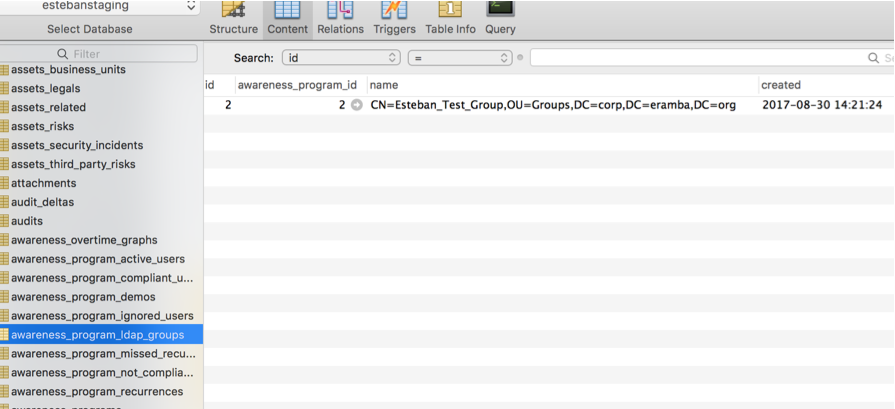 estebanstaging
Select Database
Structure Content Relations Triggers Table Info Query
Filter
Search: id =
id awareness_program_id name created
2 2 CN=Esteban_Test_Group,OU=Groups,DC=corp,DC=eramba,DC=org 2017-08-30 14:21:24
assets_business_units
assets_legals
assets_related
assets_risks
assets_security_incidents
assets_third_party_risks
attachments
audit_deltas
audits
awareness_overtime_graphs
awareness_program_active_users
awareness_program_compliant_u...
awareness_program_demos
awareness_program_ignored_users
awareness_program_ldap_groups
awareness_program_missed_recu...
awareness_program_not_complia...
awareness_program_recurrences